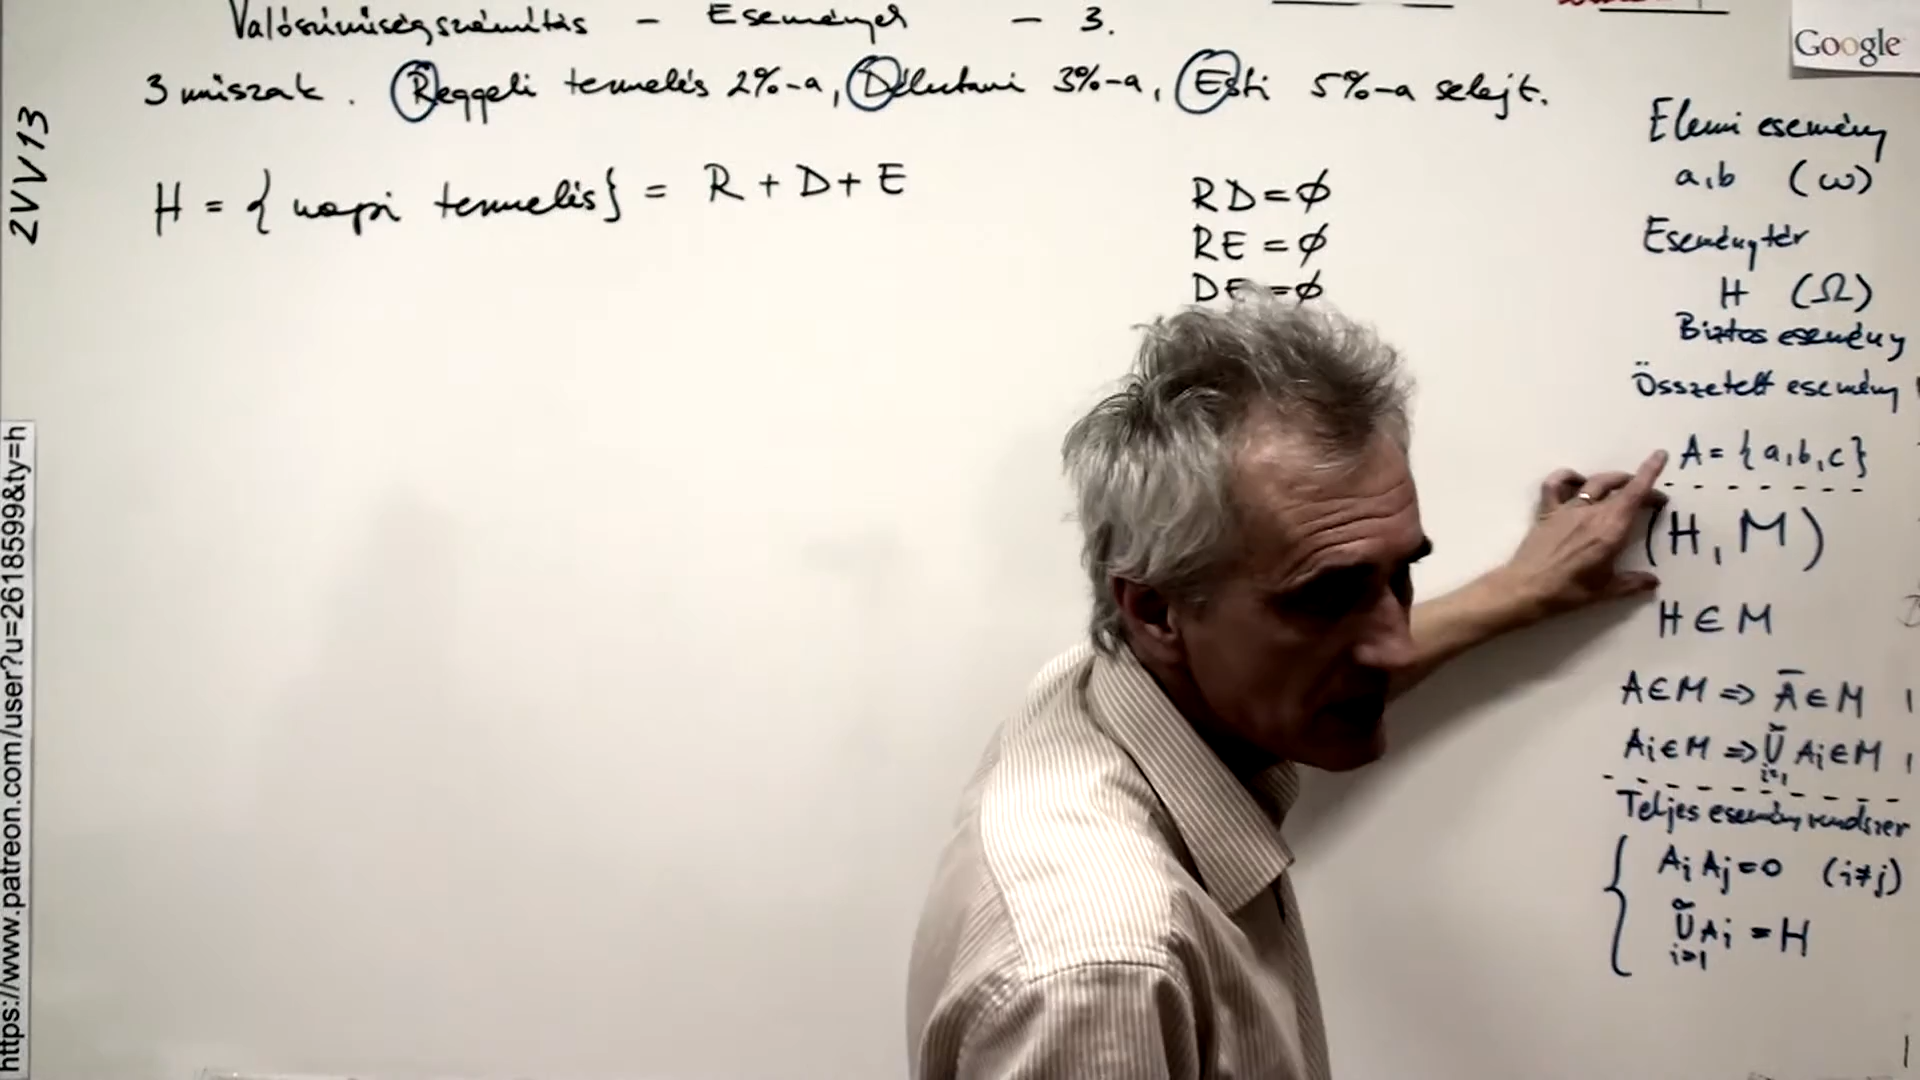 Valószínűségszámítás - Események - 3.
3 műszak. Reggeli termelés 2%-a, Délutáni 3%-a, Esti 5%-a selejt.
H = { napi termelés } = R + D + E
RD = ∅
RE = ∅
DE = ∅
Google
Elemi esemény
a,b (ω)
Eseménytér
H (Ω)
Biztos esemény
Összetett esemény
A = {a,b,c}
(H, M)
H ∈ M
A ∈ M ⇒ Ā ∈ M
Ai ∈ M ⇒ ∪ Ai ∈ M
i=1
Teljes eseményrendszer
Ai Aj = 0 (i≠j)
∪ Ai = H
i=1
2VV13
https://www.patreon.com/user?u=2618599&ty=h